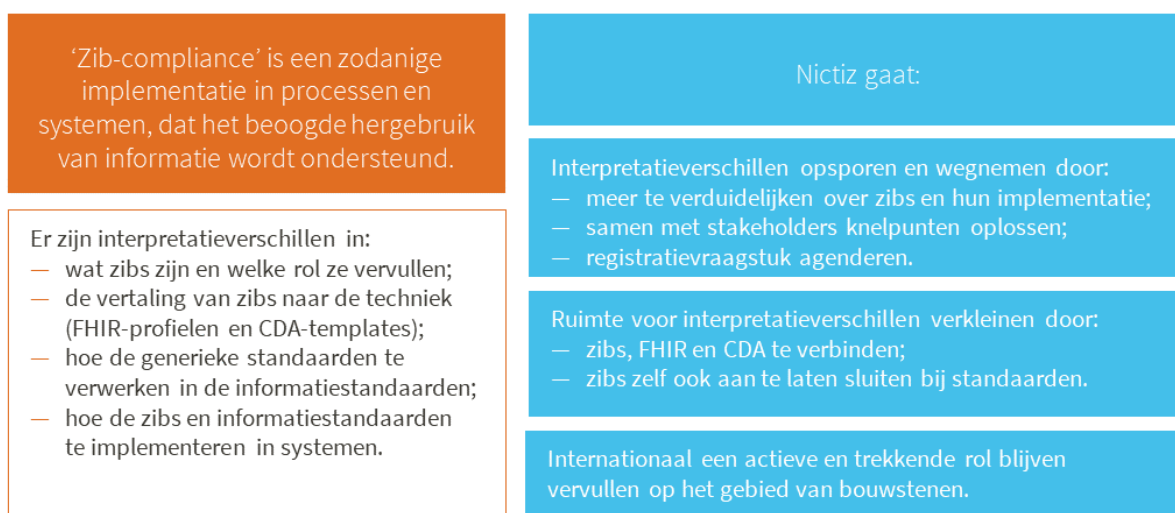 ‘Zib-compliance’ is een zodanige
implementatie in processen en
systemen, dat het beoogde hergebruik
van informatie wordt ondersteund.
Er zijn interpretatieverschillen in:
— wat zibs zijn en welke rol ze vervullen;
— de vertaling van zibs naar de techniek
(FHIR-profielen en CDA-templates);
— hoe de generieke standaarden te
verwerken in de informatiestandaarden;
— hoe de zibs en informatiestandaarden
te implementeren in systemen.
Nictiz gaat:
Interpretatieverschillen opsporen en wegnemen door:
— meer te verduidelijken over zibs en hun implementatie;
— samen met stakeholders knelpunten oplossen;
— registratievraagstuk agenderen.
Ruimte voor interpretatieverschillen verkleinen door:
— zibs, FHIR en CDA te verbinden;
— zibs zelf ook aan te laten sluiten bij standaarden.
Internationaal een actieve en trekkende rol blijven
vervullen op het gebied van bouwstenen.